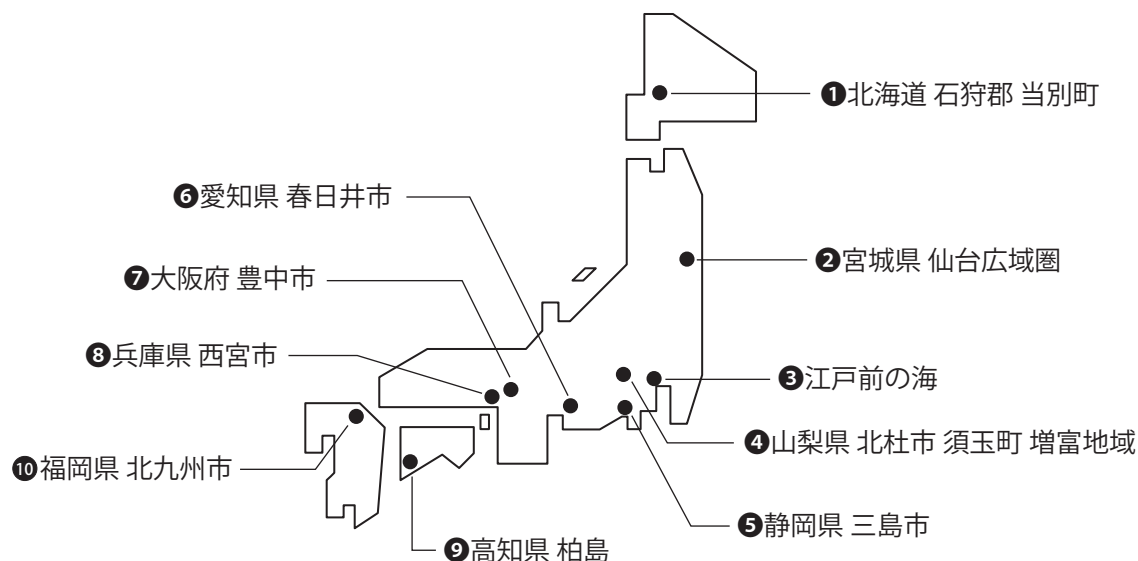 ❶北海道 石狩郡 当別町
❷宮城県 仙台広域圏
❸江戸前の海
❹山梨県 北杜市 須玉町 増富地域
❺静岡県 三島市
❻愛知県 春日井市
❼大阪府 豊中市
❽兵庫県 西宮市
❾高知県 柏島
❿福岡県 北九州市